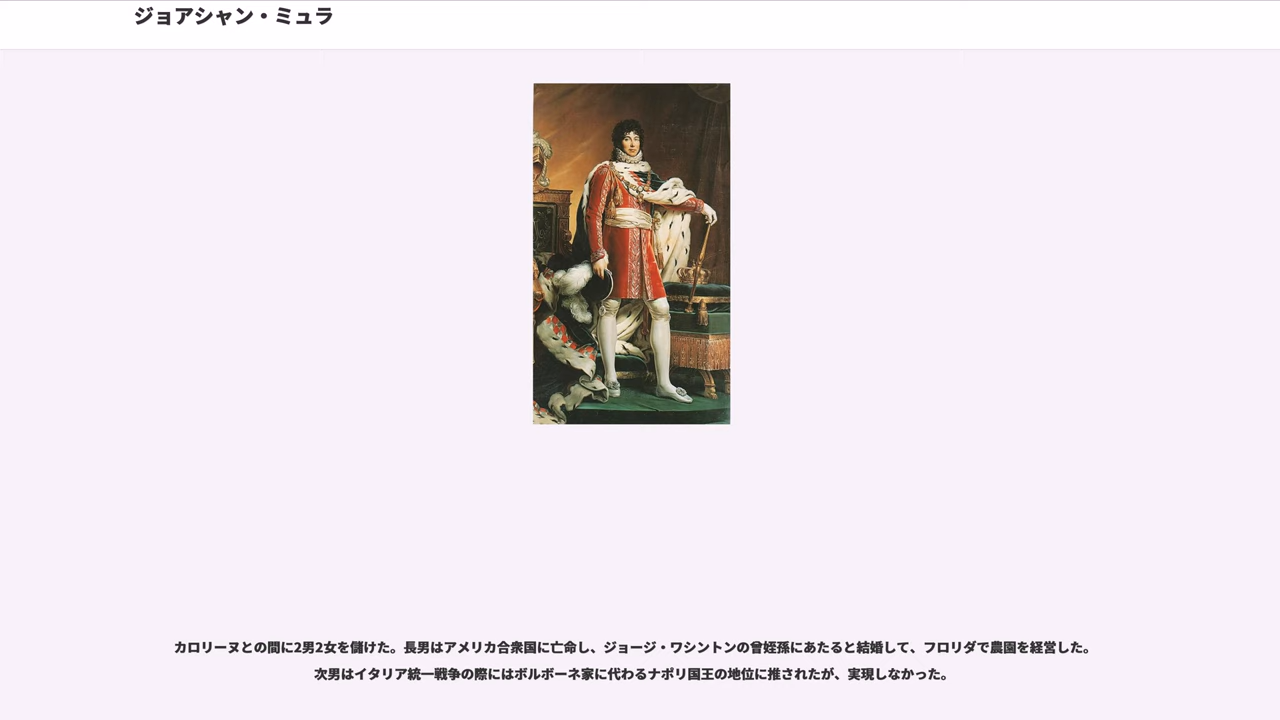 ジョアシャン・ミュラ
カロリーヌとの間に2男2女を儲けた。長男はアメリカ合衆国に亡命し、ジョージ・ワシントンの曾姪孫にあたると結婚して、フロリダで農園を経営した。
次男はイタリア統一戦争の際にはボルボーネ家に代わるナポリ国王の地位に推されたが、実現しなかった。